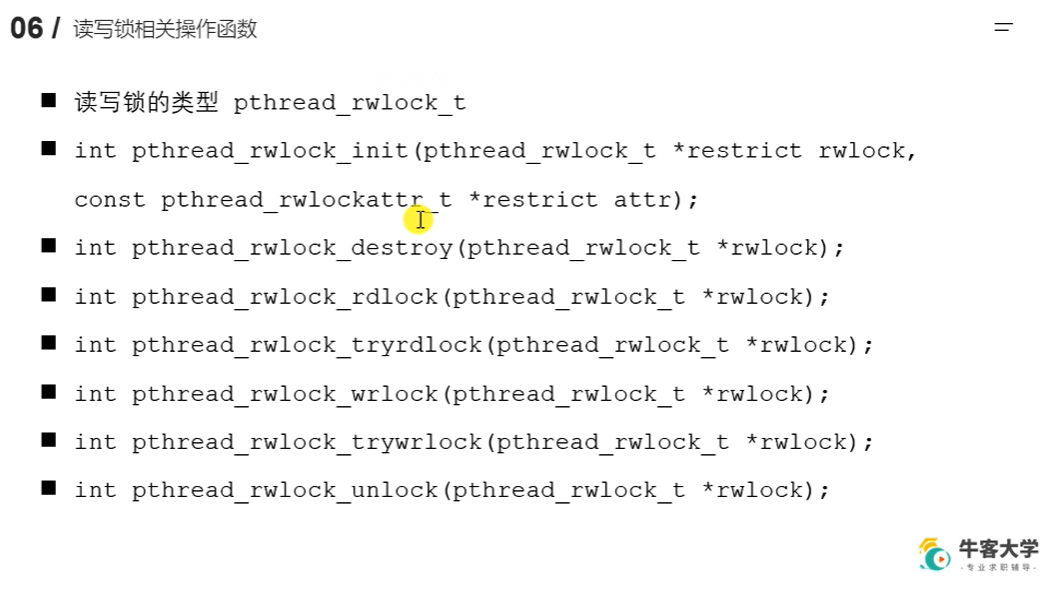 06 / 读写锁相关操作函数
■ 读写锁的类型 pthread_rwlock_t
■ int pthread_rwlock_init(pthread_rwlock_t *restrict rwlock,
const pthread_rwlockattr_t *restrict attr);
■ int pthread_rwlock_destroy(pthread_rwlock_t *rwlock);
■ int pthread_rwlock_rdlock(pthread_rwlock_t *rwlock);
■ int pthread_rwlock_tryrdlock(pthread_rwlock_t *rwlock);
■ int pthread_rwlock_wrlock(pthread_rwlock_t *rwlock);
■ int pthread_rwlock_trywrlock(pthread_rwlock_t *rwlock);
■ int pthread_rwlock_unlock(pthread_rwlock_t *rwlock);
牛客大学
-专业求职辅导-